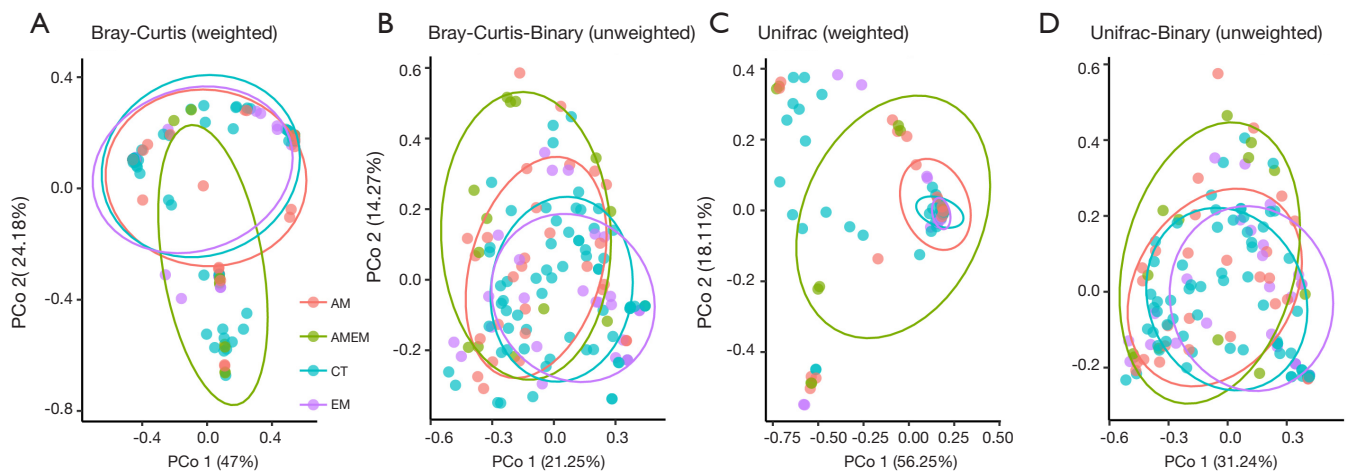 A Bray-Curtis (weighted)
0.4
0.0
-0.4
-0.8
PCo 2( 24.18%)
-0.4 0.0 0.4
PCo 1 (47%)
AM
AMEM
CT
EM
B Bray-Curtis-Binary (unweighted)
0.6
0.4
0.2
0.0
-0.2
PCo 2 (14.27%)
-0.6 -0.3 0.0 0.3
PCo 1 (21.25%)
C Unifrac (weighted)
0.4
0.2
0.0
-0.2
-0.4
PCo 2 (18.11%)
-0.75 -0.50 -0.25 0.00 0.25 0.50
PCo 1 (56.25%)
D Unifrac-Binary (unweighted)
0.6
0.4
0.2
0.0
-0.2
-0.6 -0.3 0.0 0.3
PCo 1 (31.24%)